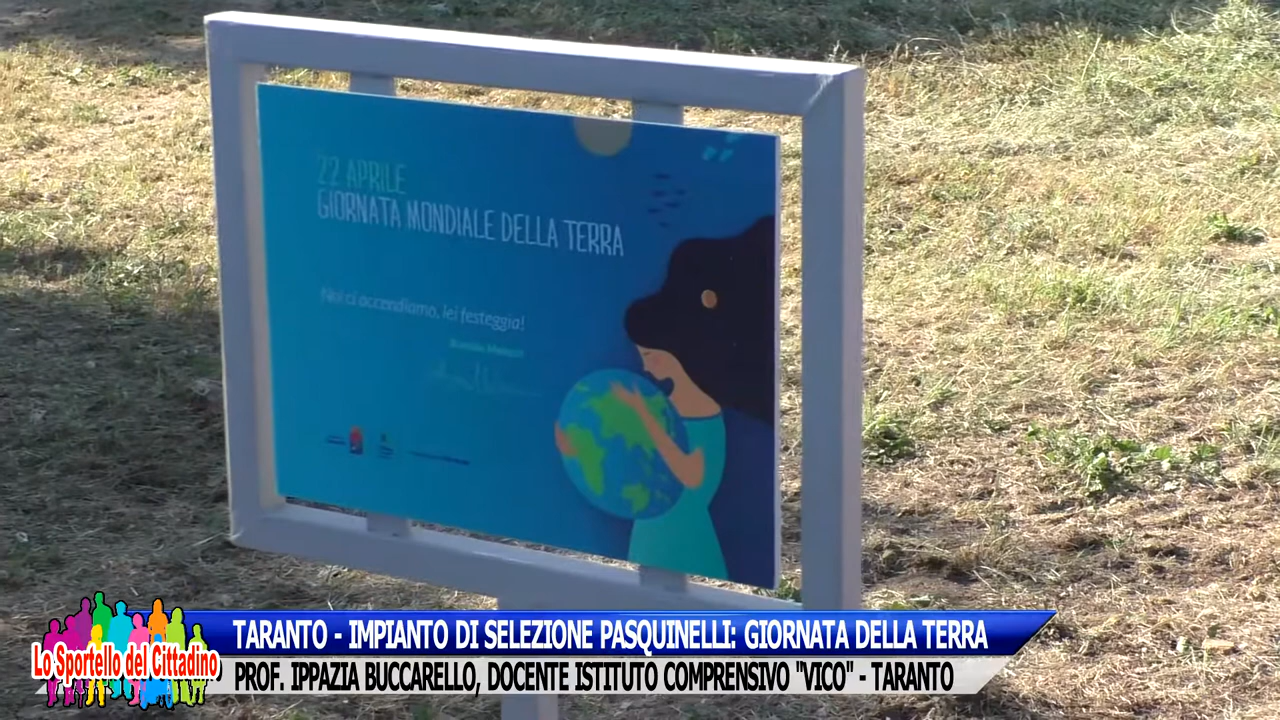 22 APRILE
GIORNATA MONDIALE DELLA TERRA
Noi ci accendiamo, lei festeggia!
Lo Sportello del Cittadino
TARANTO - IMPIANTO DI SELEZIONE PASQUINELLI: GIORNATA DELLA TERRA
PROF. IPPAZIA BUCCARELLO, DOCENTE ISTITUTO COMPRENSIVO "VICO" - TARANTO